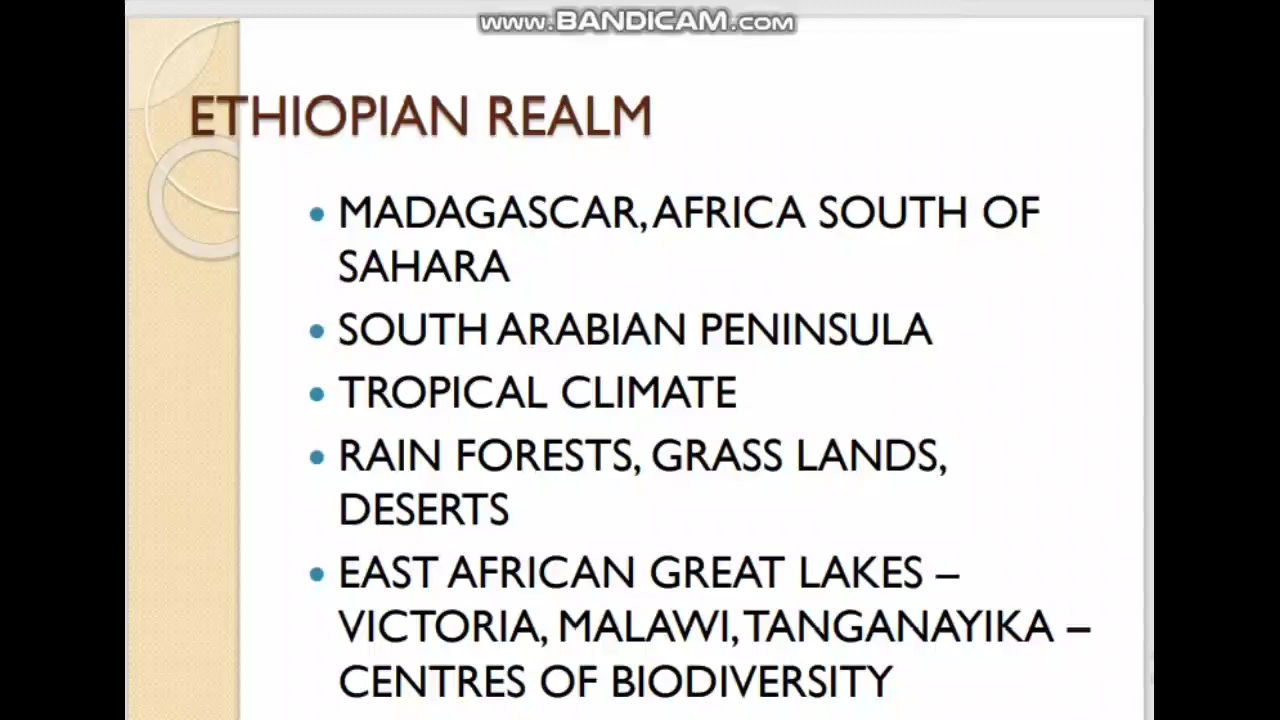 www.BANDICAM.com
ETHIOPIAN REALM
• MADAGASCAR, AFRICA SOUTH OF
SAHARA
• SOUTH ARABIAN PENINSULA
• TROPICAL CLIMATE
• RAIN FORESTS, GRASS LANDS,
DESERTS
• EAST AFRICAN GREAT LAKES –
VICTORIA, MALAWI, TANGANAYIKA –
CENTRES OF BIODIVERSITY